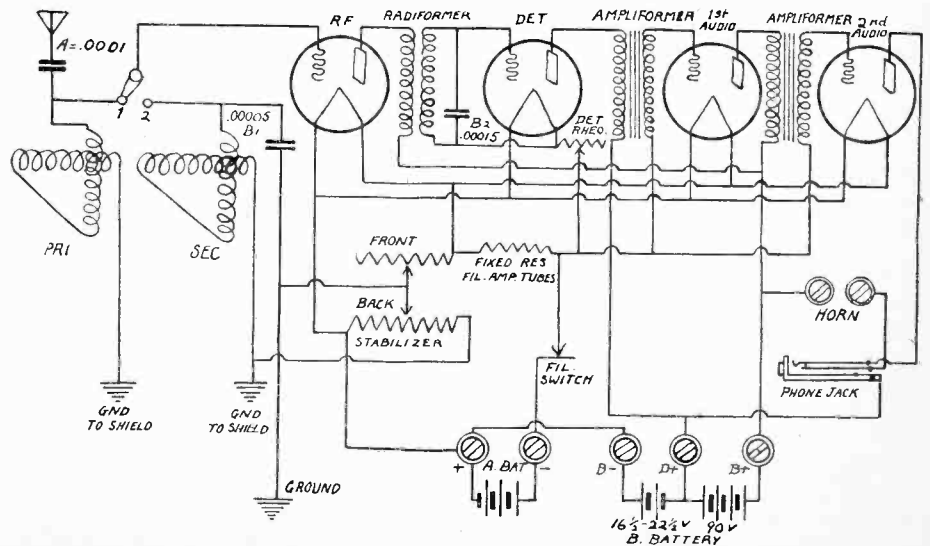 RF
RADIFORMER
DET
AMPLIFORMER
1st
AUDIO
AMPLIFORMER
2nd
AUDIO
A=.0001
1
2
.00005
B1
B2
.00015
DET
RHEO.
PRI
SEC
FRONT
FIXED RES
FIL. AMP. TUBES
BACK
STABILIZER
HORN
FIL.
SWITCH
PHONE JACK
GND
TO SHIELD
GND
TO SHIELD
+ A. BAT -
B- D+ B+
GROUND
16½-22½ V 90 V
B. BATTERY